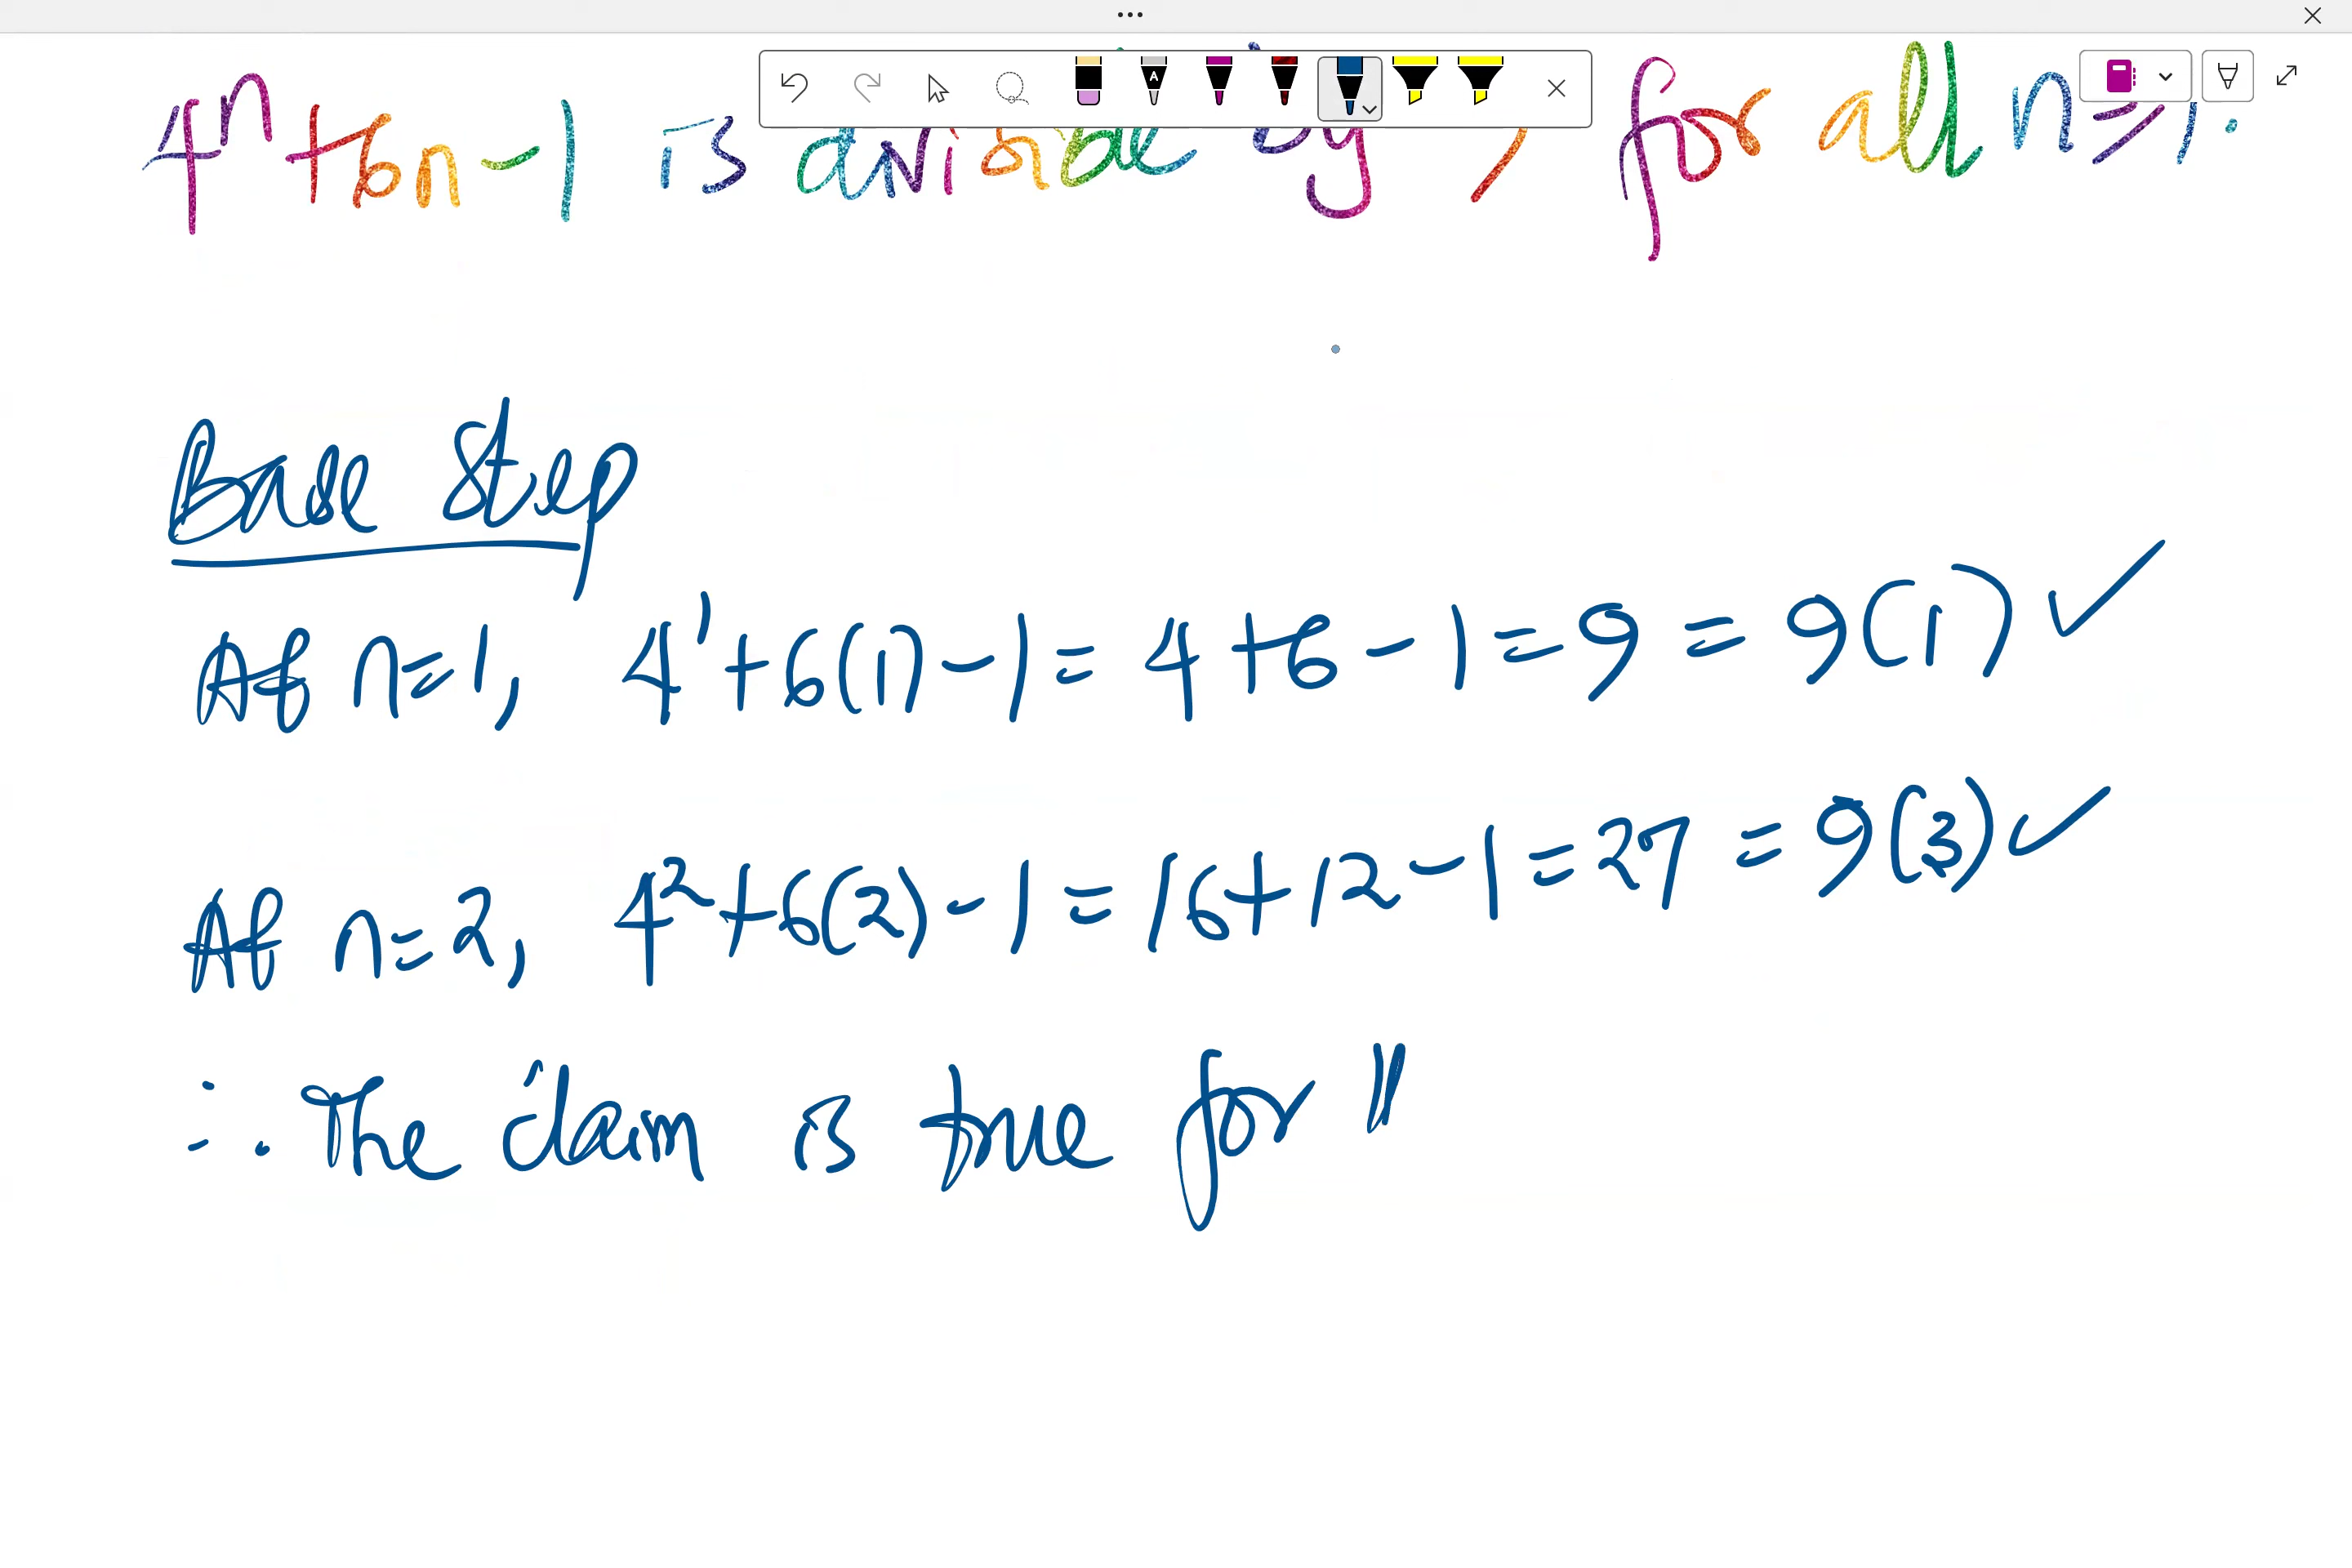 4ⁿ+6n-1 is divisible by 9 for all n≥1.
Base Step
At n=1, 4¹+6(1)-1= 4+6-1=9 = 9(1) ✓
At n=2, 4²+6(2)-1=16+12-1=27 = 9(3) ✓
∴ The claim is true for